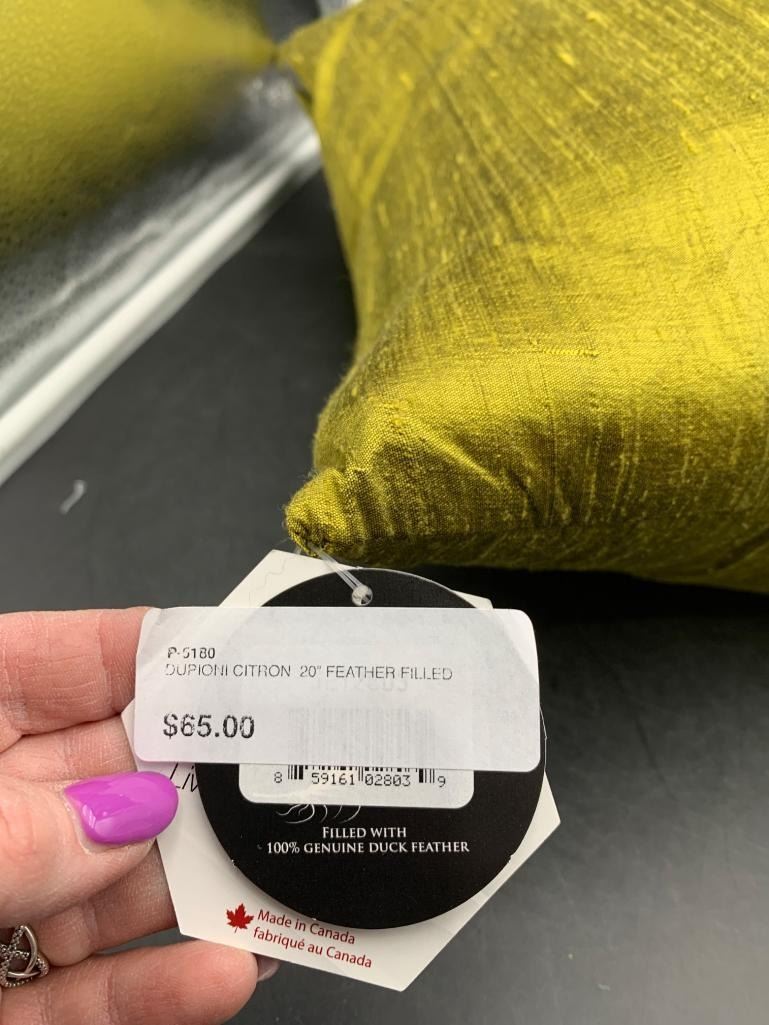 P-5180
DUPIONI CITRON 20" FEATHER FILLED
$65.00
8 59161 02803 9
FILLED WITH
100% GENUINE DUCK FEATHER
Made in Canada
fabriqué au Canada